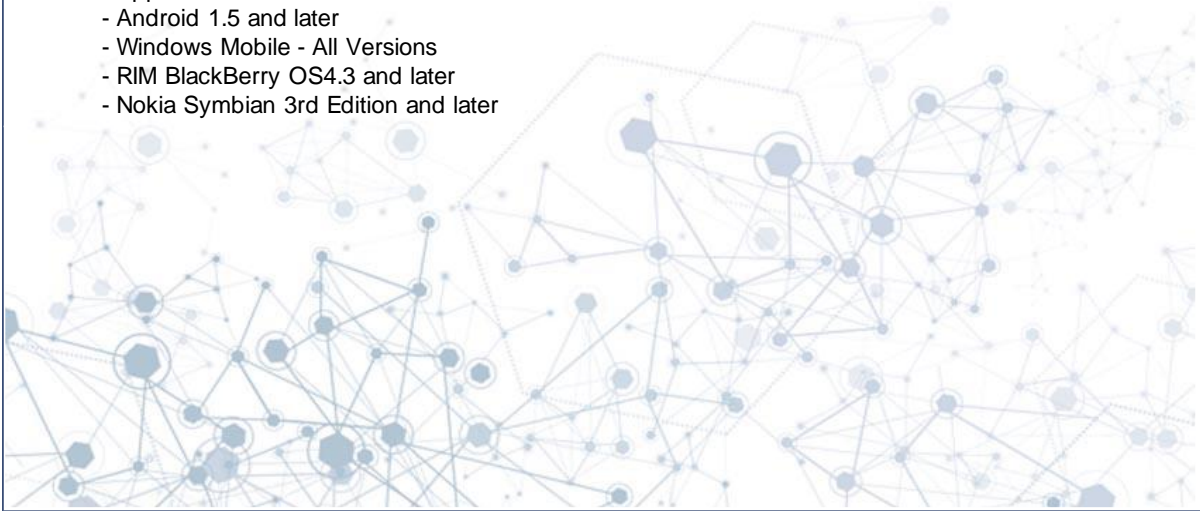 - Android 1.5 and later
- Windows Mobile - All Versions
- RIM BlackBerry OS4.3 and later
- Nokia Symbian 3rd Edition and later